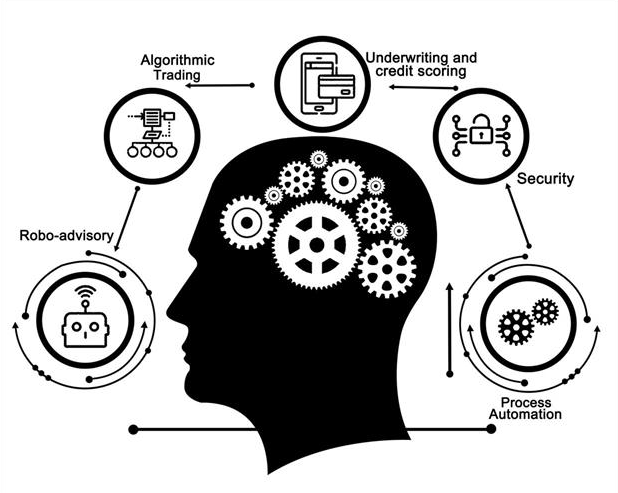 Algorithmic
Trading
Underwriting and
credit scoring
Security
Robo-advisory
Process
Automation